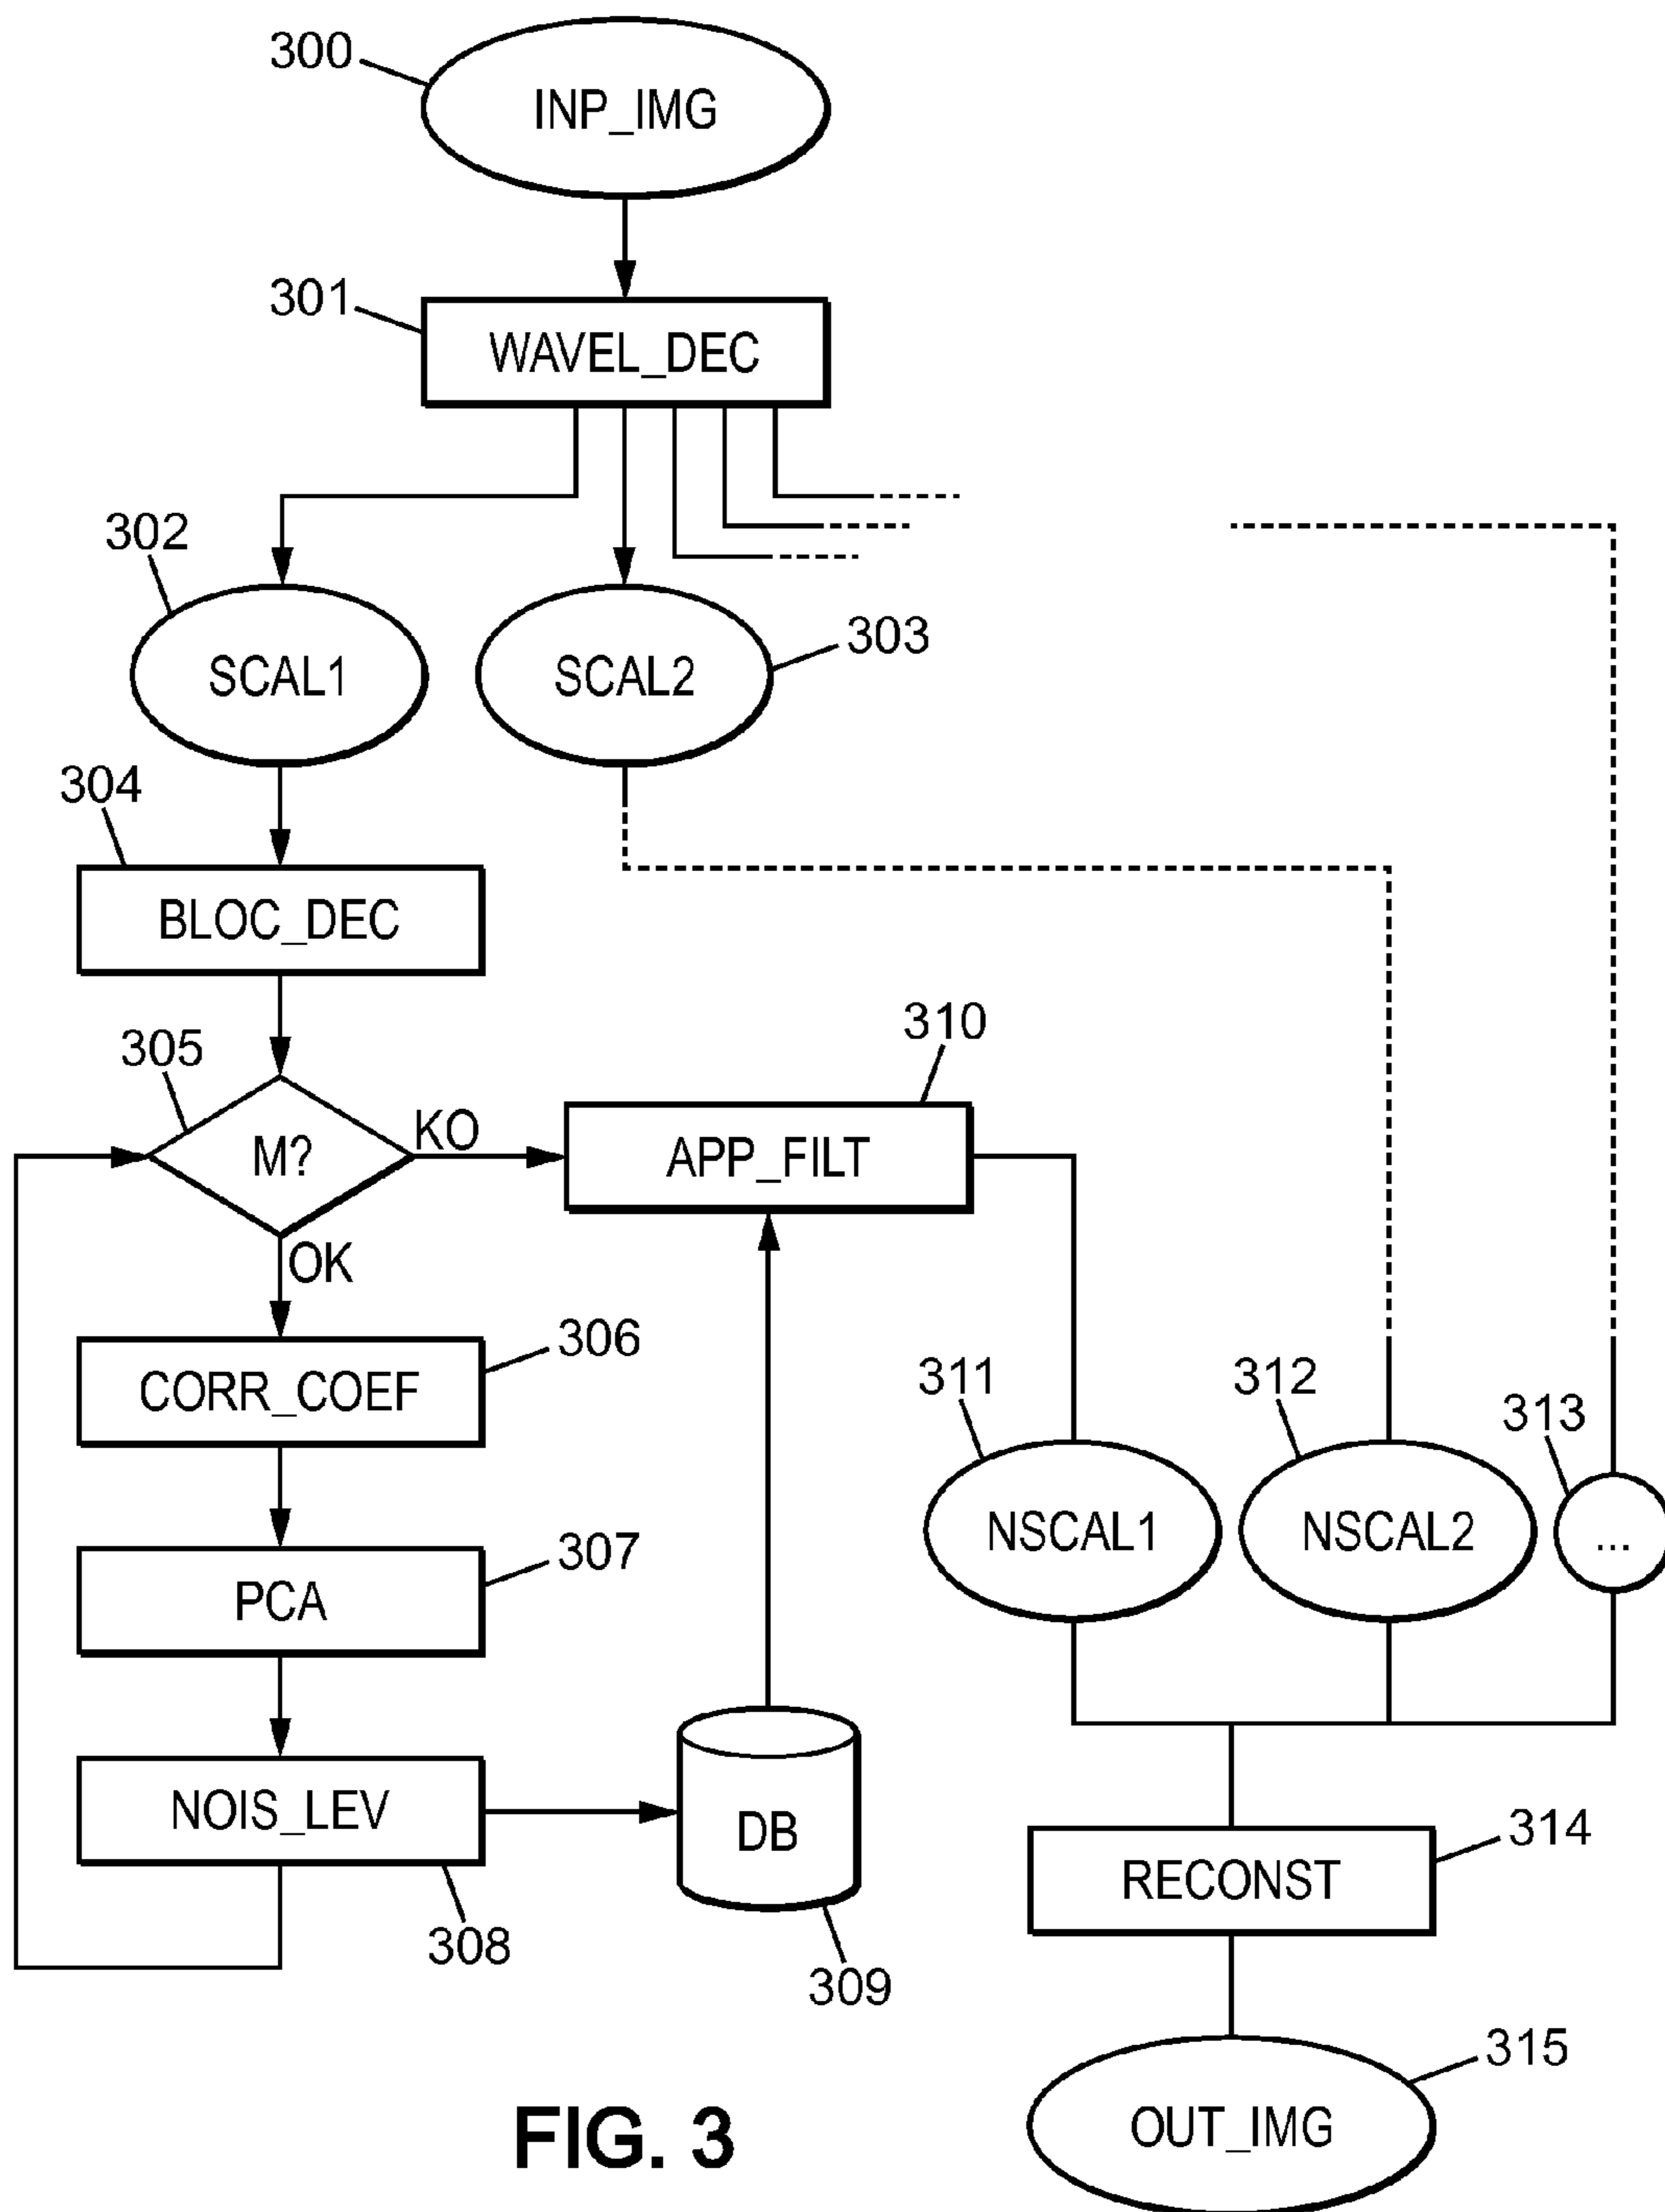 300
INP_IMG
301
WAVEL_DEC
302
SCAL1
SCAL2
303
304
BLOC_DEC
305
M?
KO
OK
310
APP_FILT
306
CORR_COEF
311
312
313
NSCAL1
NSCAL2
...
307
PCA
NOIS_LEV
308
DB
309
314
RECONST
315
OUT_IMG
FIG. 3